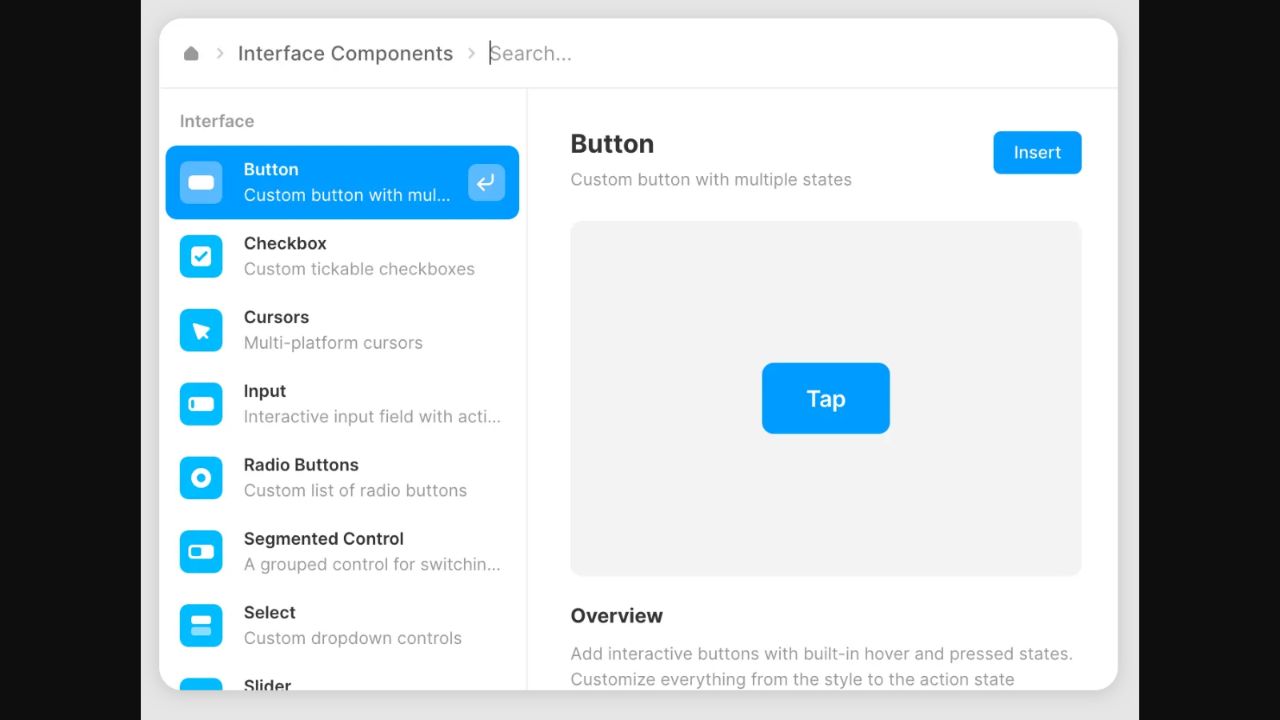 Interface Components
Search...
Interface
Button
Custom button with mul...
Checkbox
Custom tickable checkboxes
Cursors
Multi-platform cursors
Input
Interactive input field with acti...
Radio Buttons
Custom list of radio buttons
Segmented Control
A grouped control for switchin...
Select
Custom dropdown controls
Slider
Button
Insert
Custom button with multiple states
Tap
Overview
Add interactive buttons with built-in hover and pressed states.
Customize everything from the style to the action state